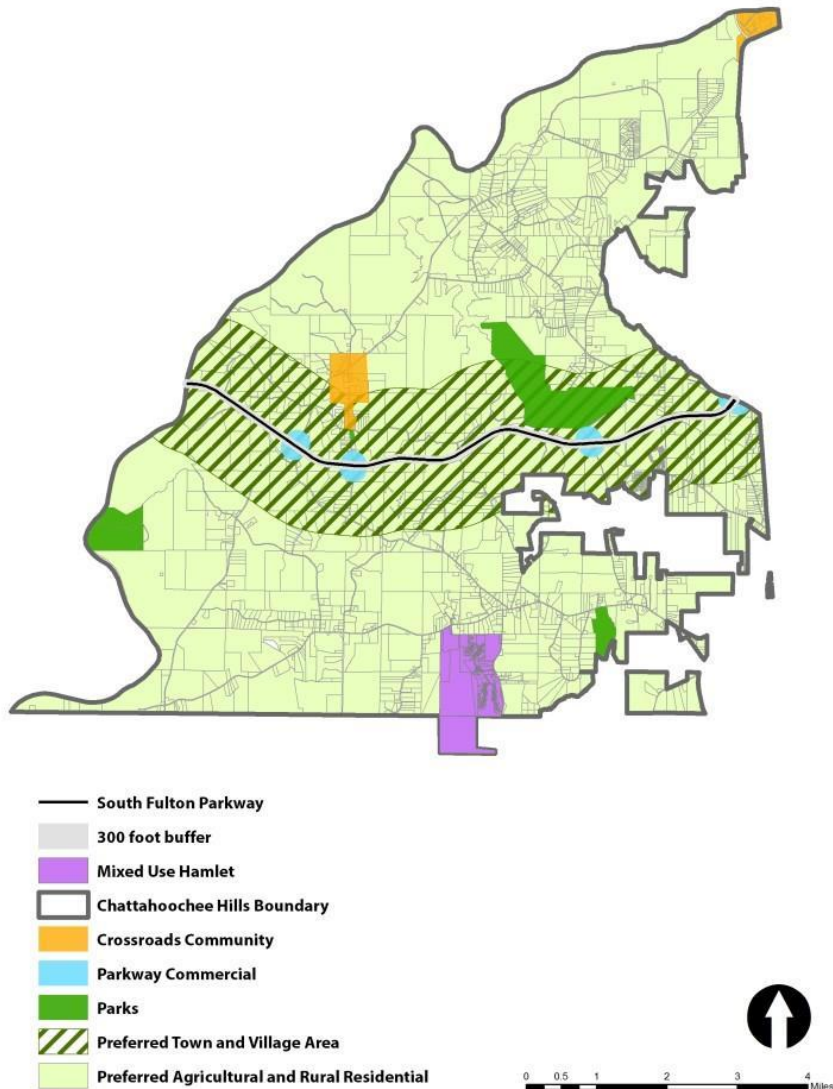 South Fulton Parkway
300 foot buffer
Mixed Use Hamlet
Chattahoochee Hills Boundary
Crossroads Community
Parkway Commercial
Parks
Preferred Town and Village Area
Preferred Agricultural and Rural Residential
0 0.5 1 2 3 4
Miles